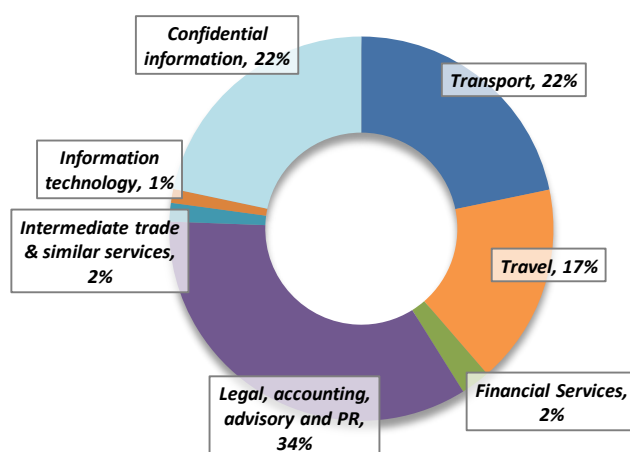 Confidential
information, 22%
Transport, 22%
Information
technology, 1%
Intermediate trade
& similar services,
2%
Travel, 17%
Legal, accounting,
advisory and PR,
34%
Financial Services,
2%